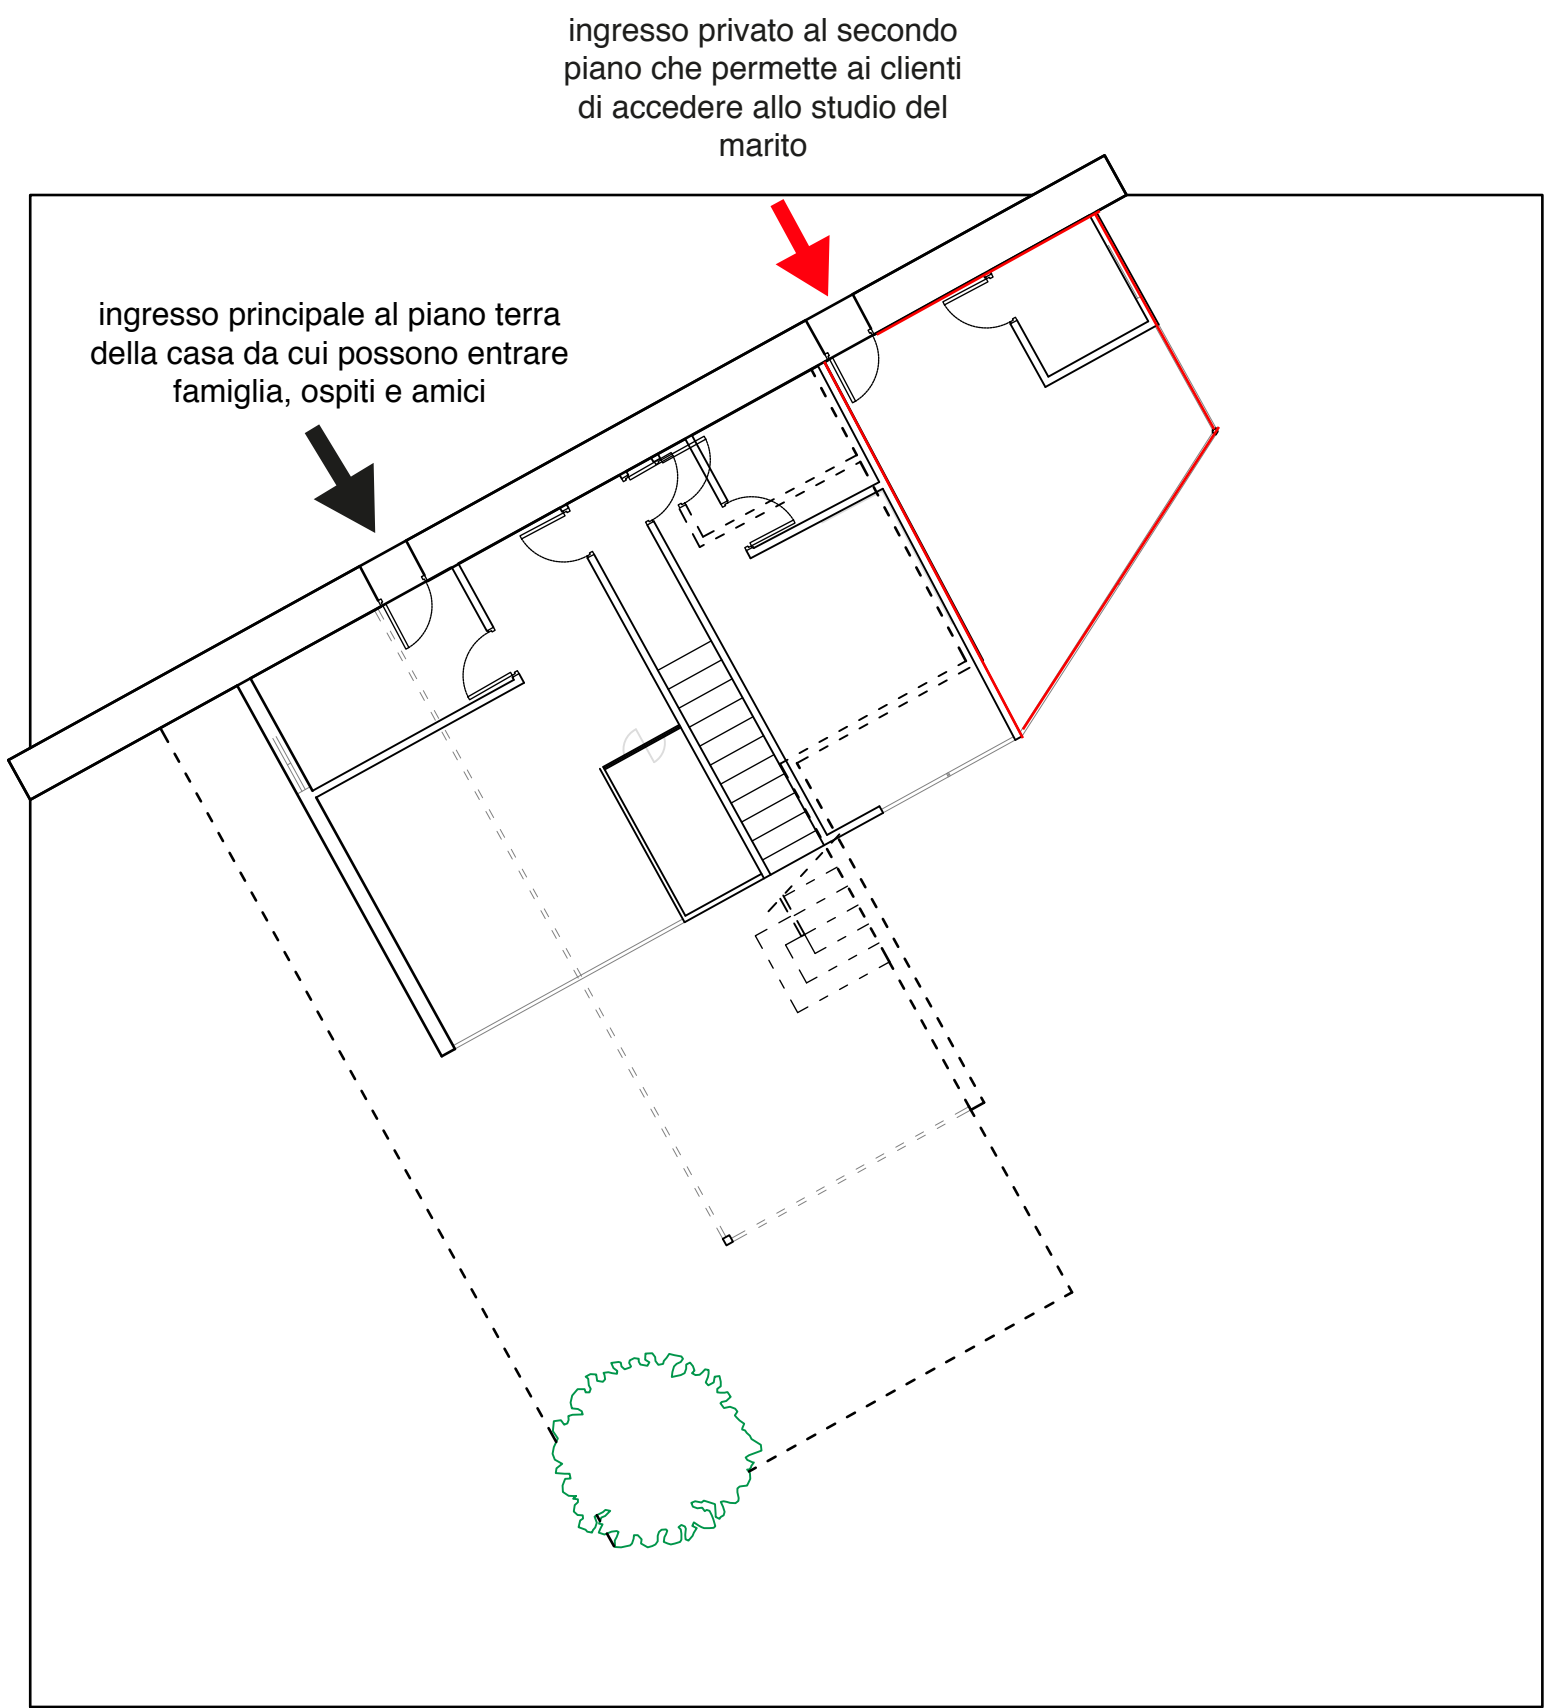 ingresso privato al secondo
piano che permette ai clienti
di accedere allo studio del
marito
ingresso principale al piano terra
della casa da cui possono entrare
famiglia, ospiti e amici